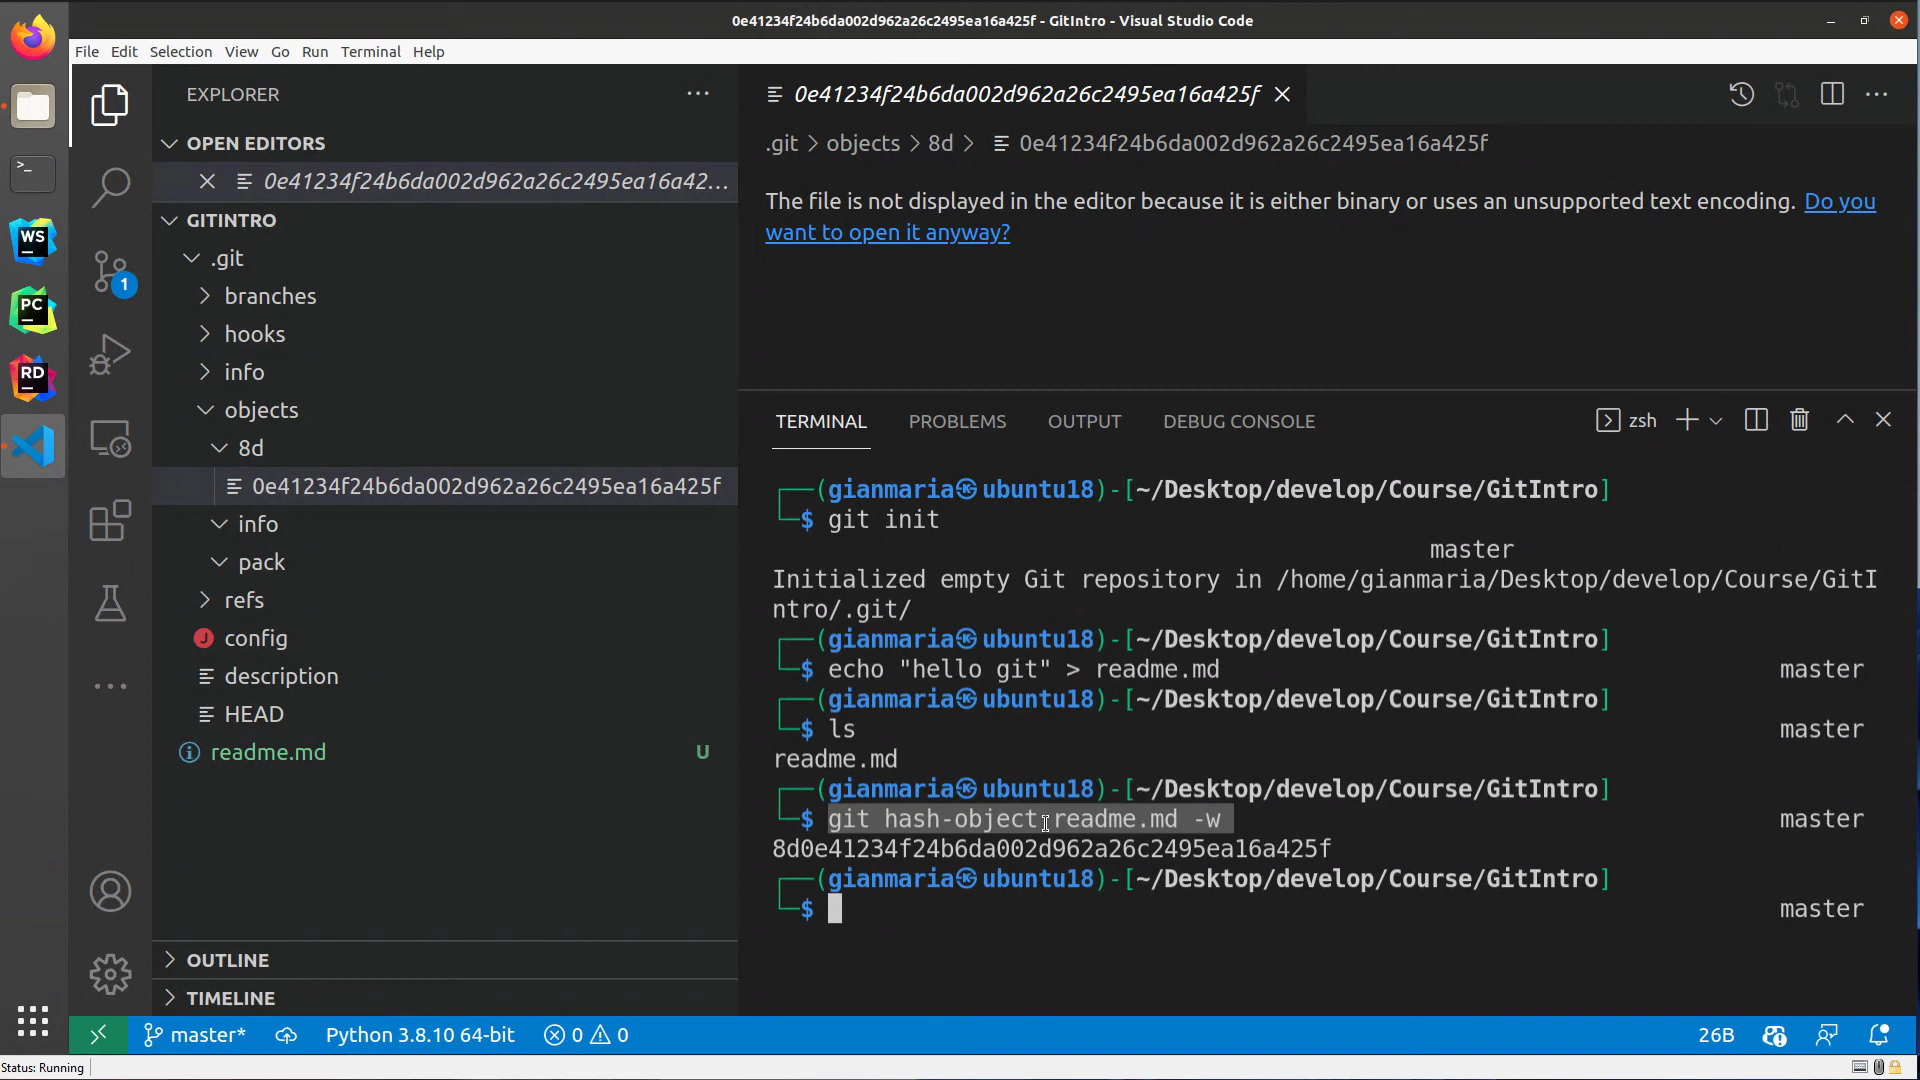 0e41234f24b6da002d962a26c2495ea16a425f - GitIntro - Visual Studio Code
File Edit Selection View Go Run Terminal Help
EXPLORER
OPEN EDITORS
0e41234f24b6da002d962a26c2495ea16a42...
GITINTRO
.git
branches
hooks
info
objects
8d
0e41234f24b6da002d962a26c2495ea16a425f
info
pack
refs
config
description
HEAD
readme.md U
OUTLINE
TIMELINE
WS
PC
RD
1
0e41234f24b6da002d962a26c2495ea16a425f
.git > objects > 8d > 0e41234f24b6da002d962a26c2495ea16a425f
The file is not displayed in the editor because it is either binary or uses an unsupported text encoding. Do you
want to open it anyway?
TERMINAL PROBLEMS OUTPUT DEBUG CONSOLE zsh
┌──(gianmaria㉿ubuntu18)-[~/Desktop/develop/Course/GitIntro]
└─$ git init
master
Initialized empty Git repository in /home/gianmaria/Desktop/develop/Course/GitI
ntro/.git/
┌──(gianmaria㉿ubuntu18)-[~/Desktop/develop/Course/GitIntro]
└─$ echo "hello git" > readme.md master
┌──(gianmaria㉿ubuntu18)-[~/Desktop/develop/Course/GitIntro]
└─$ ls master
readme.md
┌──(gianmaria㉿ubuntu18)-[~/Desktop/develop/Course/GitIntro]
└─$ git hash-object readme.md -w master
8d0e41234f24b6da002d962a26c2495ea16a425f
┌──(gianmaria㉿ubuntu18)-[~/Desktop/develop/Course/GitIntro]
└─$ master
master* Python 3.8.10 64-bit 0 0 26B
Status: Running